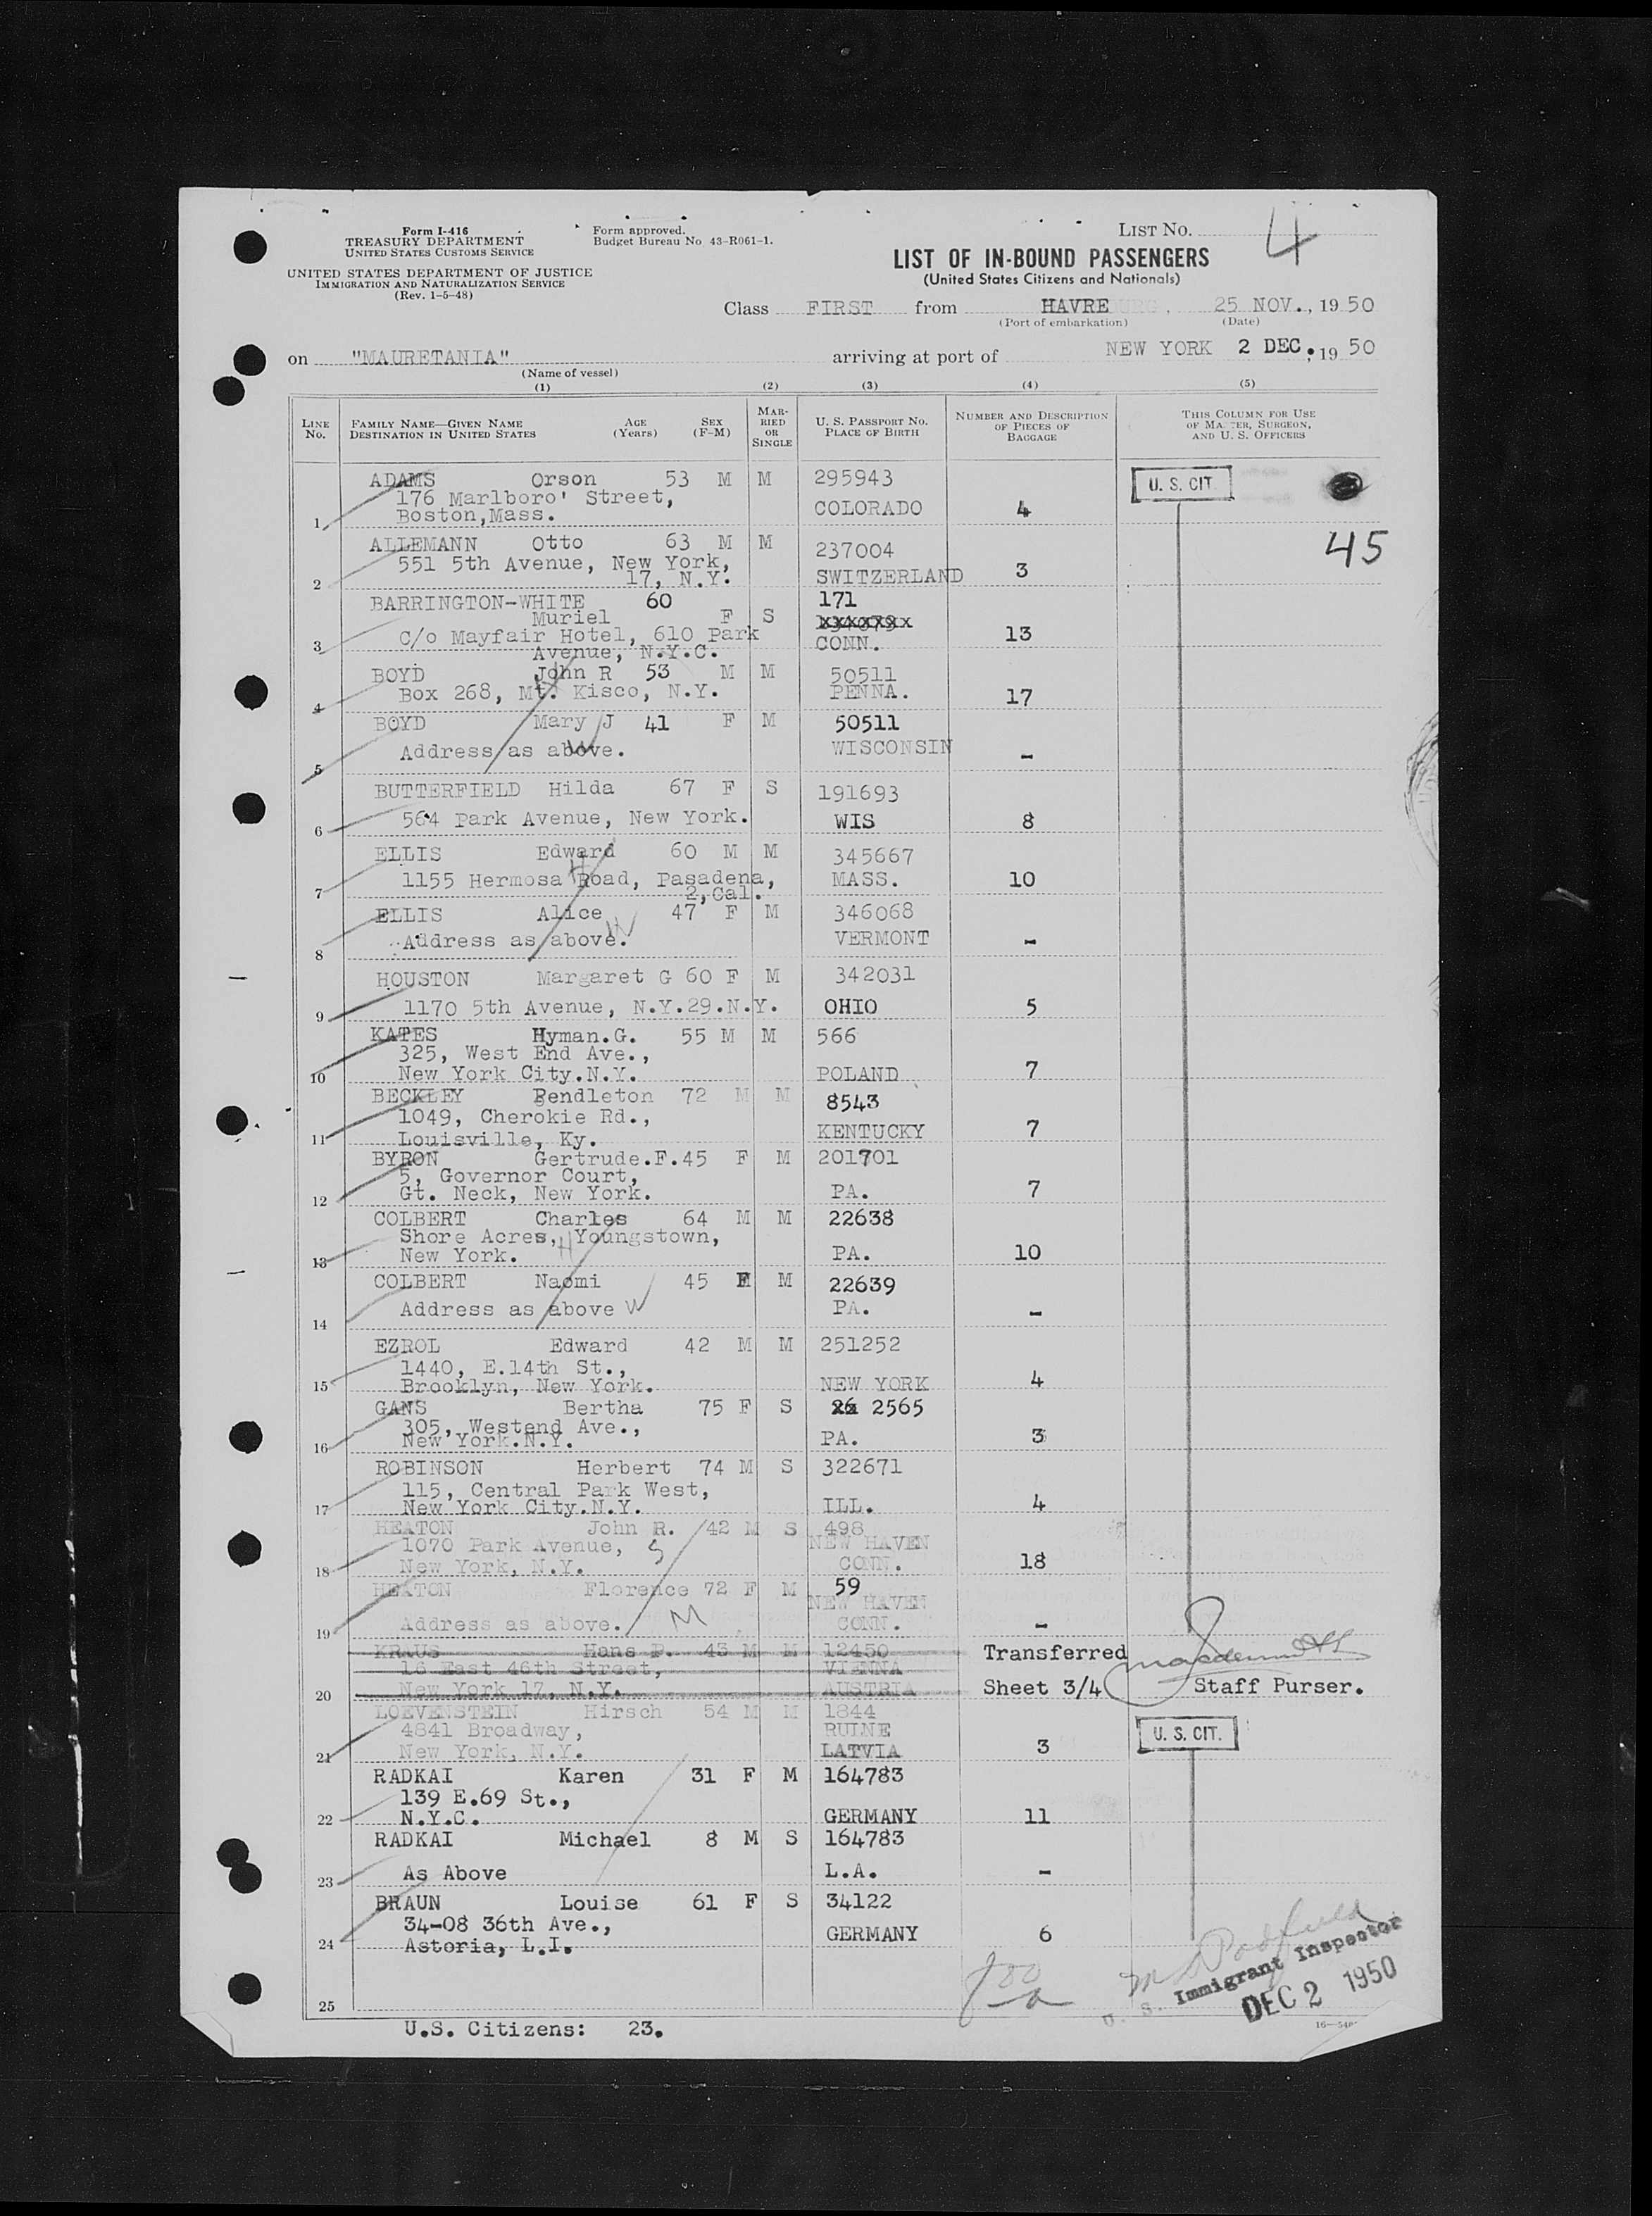 Form I-416
TREASURY DEPARTMENT
UNITED STATES CUSTOMS SERVICE
UNITED STATES DEPARTMENT OF JUSTICE
IMMIGRATION AND NATURALIZATION SERVICE
(Rev. 1-5-48)
Form approved.
Budget Bureau No. 43-R061-1.
LIST NO. 4
LIST OF IN-BOUND PASSENGERS
(United States Citizens and Nationals)
Class FIRST from HAVRE, 25 NOV., 1950
(Port of embarkation) (Date)
on "MAURETANIA" arriving at port of NEW YORK 2 DEC., 1950
(Name of vessel)
(1) (2) (3) (4) (5)
LINE NO. FAMILY NAME—GIVEN NAME DESTINATION IN UNITED STATES AGE (Years) SEX (F-M) MARRIED OR SINGLE U. S. PASSPORT NO. PLACE OF BIRTH NUMBER AND DESCRIPTION OF PIECES OF BAGGAGE THIS COLUMN FOR USE OF MASTER, SURGEON, AND U. S. OFFICERS
ADAMS Orson 53 M M 295943 U. S. CIT.
176 Marlboro' Street,
1 Boston,Mass. COLORADO 4
45
ALLEMANN Otto 63 M M 237004
551 5th Avenue, New York,
2 17, N.Y. SWITZERLAND 3
BARRINGTON-WHITE 60 171
Muriel F S
3 C/o Mayfair Hotel, 610 Park CONN. 13
Avenue, N.Y.C.
BOYD John R 53 M M 50511
4 Box 268, Mt. Kisco, N.Y. PENNA. 17
BOYD Mary J 41 F M 50511
5 Address as above. W WISCONSIN -
BUTTERFIELD Hilda 67 F S 191693
6 564 Park Avenue, New York. WIS 8
ELLIS Edward 60 M M 345667
7 1155 Hermosa Road, Pasadena, MASS. 10
2,Cal.
ELLIS Alice 47 F M 346068
8 Address as above. W VERMONT -
HOUSTON Margaret G 60 F M 342031
9 1170 5th Avenue, N.Y.29.N.Y. OHIO 5
KATES Hyman.G. 55 M M 566
325, West End Ave.,
10 New York City.N.Y. POLAND 7
BECKLEY Pendleton 72 M M 8543
1049, Cherokie Rd.,
11 Louisville, Ky. KENTUCKY 7
BYRON Gertrude.F.45 F M 201701
5, Governor Court,
12 Gt. Neck, New York. PA. 7
COLBERT Charles 64 M M 22638
Shore Acres, H Youngstown,
13 New York. PA. 10
COLBERT Naomi 45 F M 22639
14 Address as above W PA. -
EZROL Edward 42 M M 251252
1440, E.14th St.,
15 Brooklyn, New York. NEW YORK 4
GANS Bertha 75 F S 2565
305, Westend Ave.,
16 New York.N.Y. PA. 3
ROBINSON Herbert 74 M S 322671
115, Central Park West,
17 New York City.N.Y. ILL. 4
HEATON John R. 42 M S 498
1070 Park Avenue, S NEW HAVEN
18 New York, N.Y. CONN. 18
HEATON Florence 72 F M 59
NEW HAVEN
19 Address as above. M CONN. -
KRAUS Hans P. 43 M M 12450 Transferred
16 East 46th Street, VIENNA
20 New York 17, N.Y. AUSTRIA Sheet 3/4 Staff Purser.
LOEVENSTEIN Hirsch 54 M M 1844 U. S. CIT.
4841 Broadway, RUINE
21 New York, N.Y. LATVIA 3
RADKAI Karen 31 F M 164783
139 E.69 St.,
22 N.Y.C. GERMANY 11
RADKAI Michael 8 M S 164783
23 As Above L.A. -
BRAUN Louise 61 F S 34122
34-08 36th Ave., GERMANY 6
24 Astoria, L.I.
U. S. Immigrant Inspector
DEC 2 1950
25
U.S. Citizens: 23.